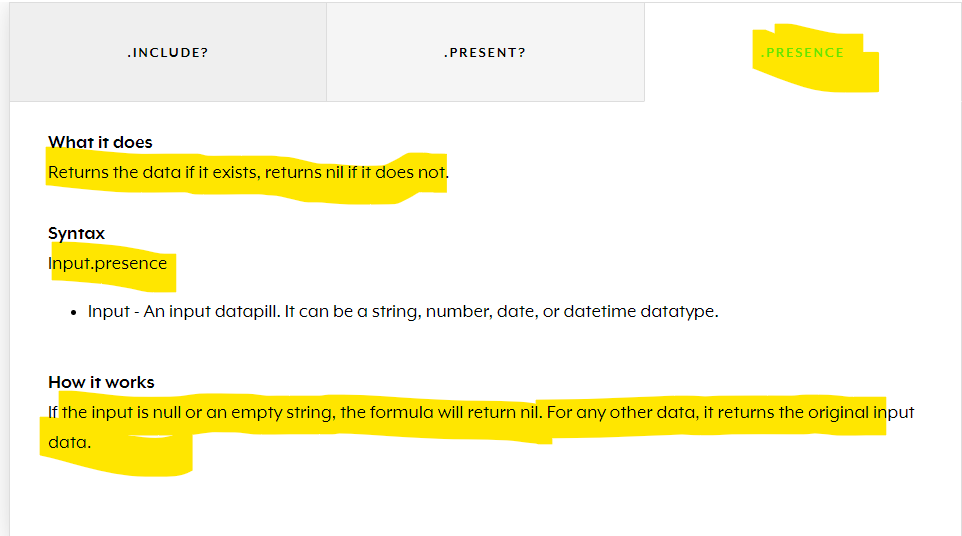 .INCLUDE?
.PRESENT?
.PRESENCE
What it does
Returns the data if it exists, returns nil if it does not.
Syntax
Input.presence
• Input - An input datapill. It can be a string, number, date, or datetime datatype.
How it works
If the input is null or an empty string, the formula will return nil. For any other data, it returns the original input
data.